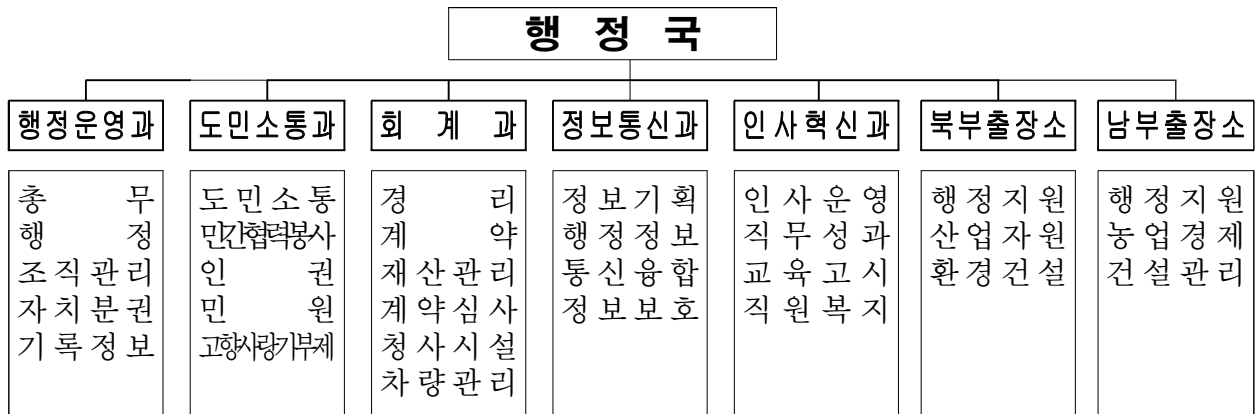 행 정 국
행정운영과
도민소통과
회 계 과
정보통신과
인사혁신과
북부출장소
남부출장소
총 무
행 정
조직관리
자치분권
기록정보
도민소통
민간협력봉사
인 권
민 원
고향사랑기부제
경 리
계 약
재산관리
계약심사
청사시설
차량관리
정보기획
행정정보
통신융합
정보보호
인사운영
직무성과
교육고시
직원복지
행정지원
산업자원
환경건설
행정지원
농업경제
건설관리